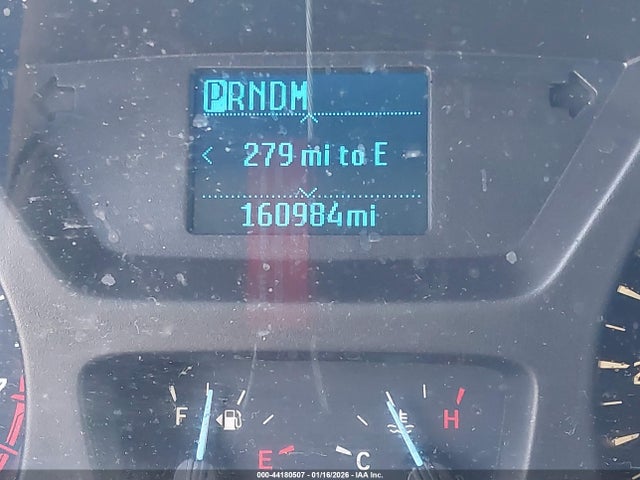 PRNDM
< 279 mi to E
160984mi
F
H
E
C
000-44180507 - 01/16/2026 - © IAA Inc.